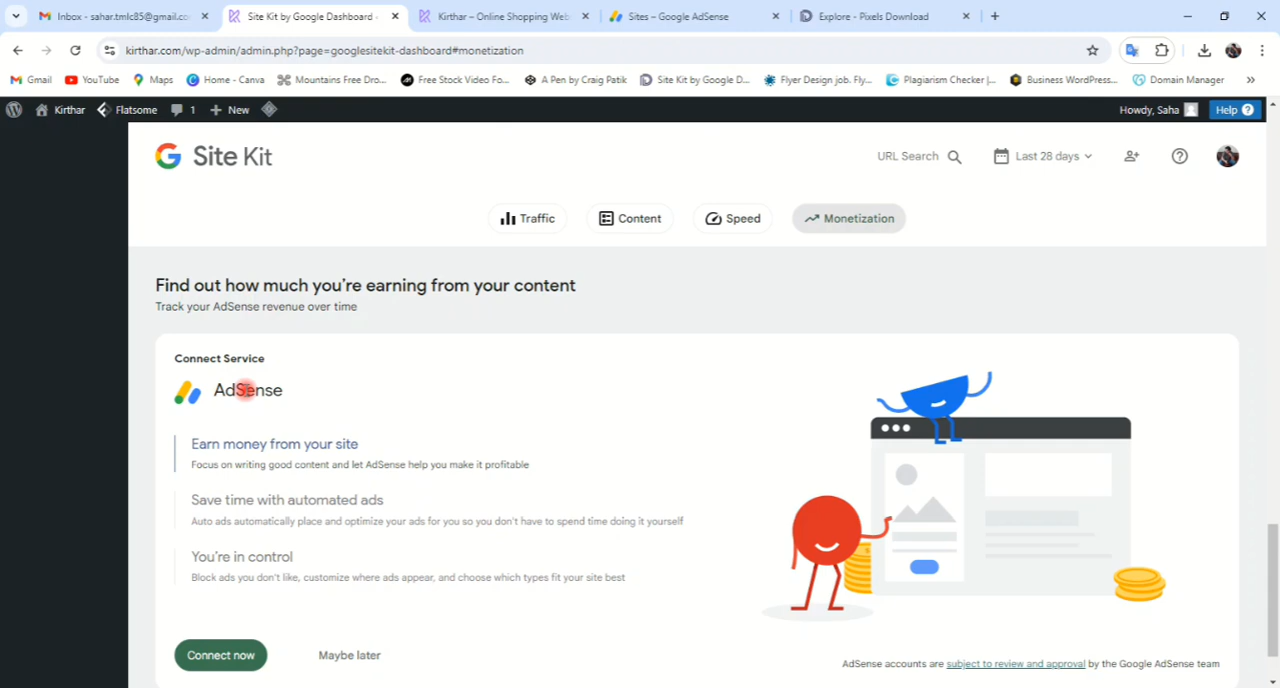 Inbox - sahar.tmlc85@gmail.co
Site Kit by Google Dashboard -
Kirthar – Online Shopping Web
Sites – Google AdSense
Explore - Pixels Download
kirthar.com/wp-admin/admin.php?page=googlesitekit-dashboard#monetization
Gmail
YouTube
Maps
Home - Canva
Mountains Free Dro...
Free Stock Video Fo...
A Pen by Craig Patik
Site Kit by Google D...
Flyer Design job. Fly...
Plagiarism Checker |...
Business WordPress...
Domain Manager
Kirthar
Flatsome
1
New
Howdy, Saha
Help
Site Kit
URL Search
Last 28 days
Traffic
Content
Speed
Monetization
Find out how much you're earning from your content
Track your AdSense revenue over time
Connect Service
AdSense
Earn money from your site
Focus on writing good content and let AdSense help you make it profitable
Save time with automated ads
Auto ads automatically place and optimize your ads for you so you don't have to spend time doing it yourself
You're in control
Block ads you don't like, customize where ads appear, and choose which types fit your site best
Connect now
Maybe later
AdSense accounts are subject to review and approval by the Google AdSense team